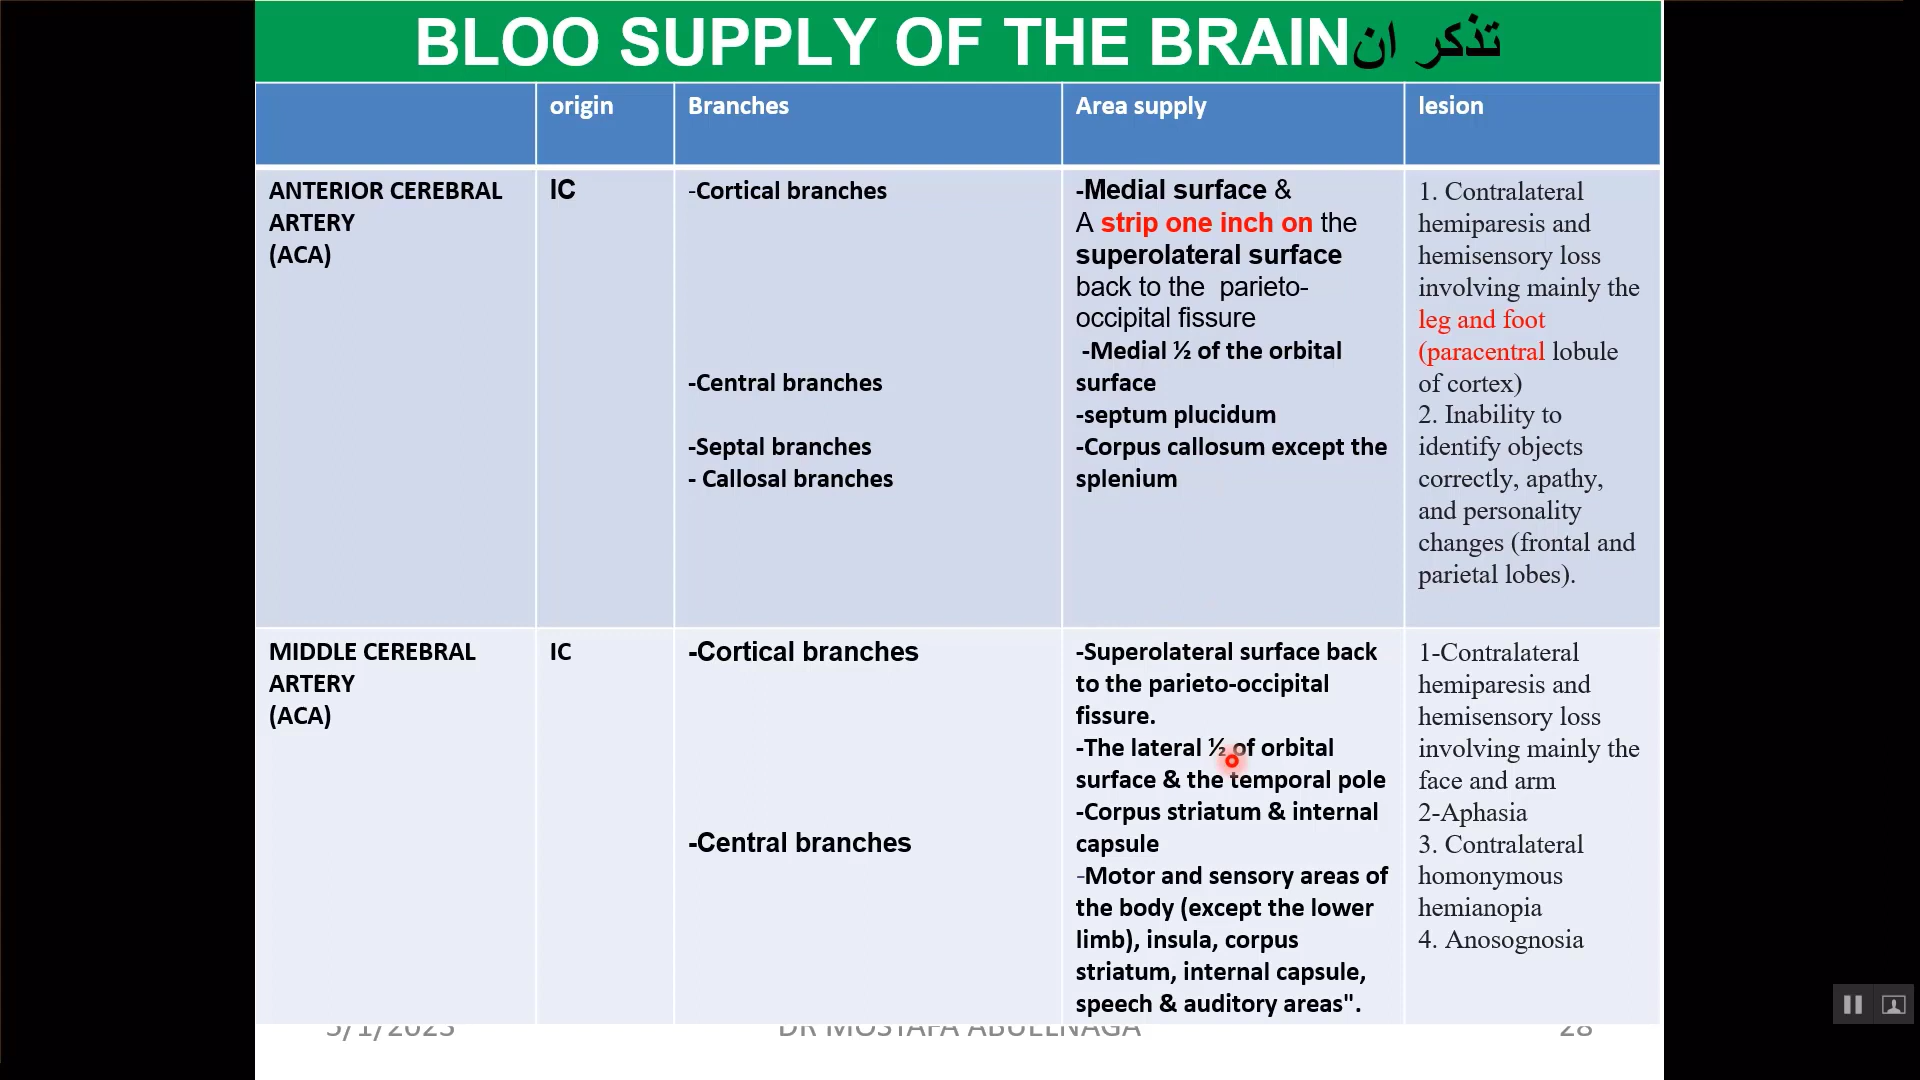 BLOO SUPPLY OF THE BRAINتذكر ان
origin
Branches
Area supply
lesion
ANTERIOR CEREBRAL
ARTERY
(ACA)
IC
-Cortical branches
-Central branches
-Septal branches
- Callosal branches
-Medial surface &
A strip one inch on the
superolateral surface
back to the parieto-
occipital fissure
-Medial ½ of the orbital
surface
-septum plucidum
-Corpus callosum except the
splenium
1. Contralateral
hemiparesis and
hemisensory loss
involving mainly the
leg and foot
(paracentral lobule
of cortex)
2. Inability to
identify objects
correctly, apathy,
and personality
changes (frontal and
parietal lobes).
MIDDLE CEREBRAL
ARTERY
(ACA)
IC
-Cortical branches
-Central branches
-Superolateral surface back
to the parieto-occipital
fissure.
-The lateral ½ of orbital
surface & the temporal pole
-Corpus striatum & internal
capsule
-Motor and sensory areas of
the body (except the lower
limb), insula, corpus
striatum, internal capsule,
speech & auditory areas".
1-Contralateral
hemiparesis and
hemisensory loss
involving mainly the
face and arm
2-Aphasia
3. Contralateral
homonymous
hemianopia
4. Anosognosia
DR MOSTAFA ABUELNAGA
28